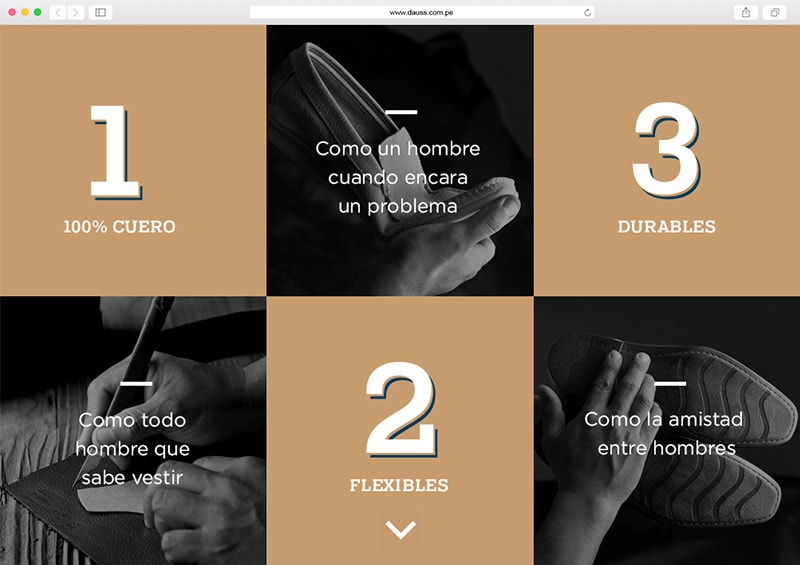 www.dauss.com.pe
1
100% CUERO
Como un hombre
cuando encara
un problema
3
DURABLES
Como todo
hombre que
sabe vestir
2
FLEXIBLES
Como la amistad
entre hombres